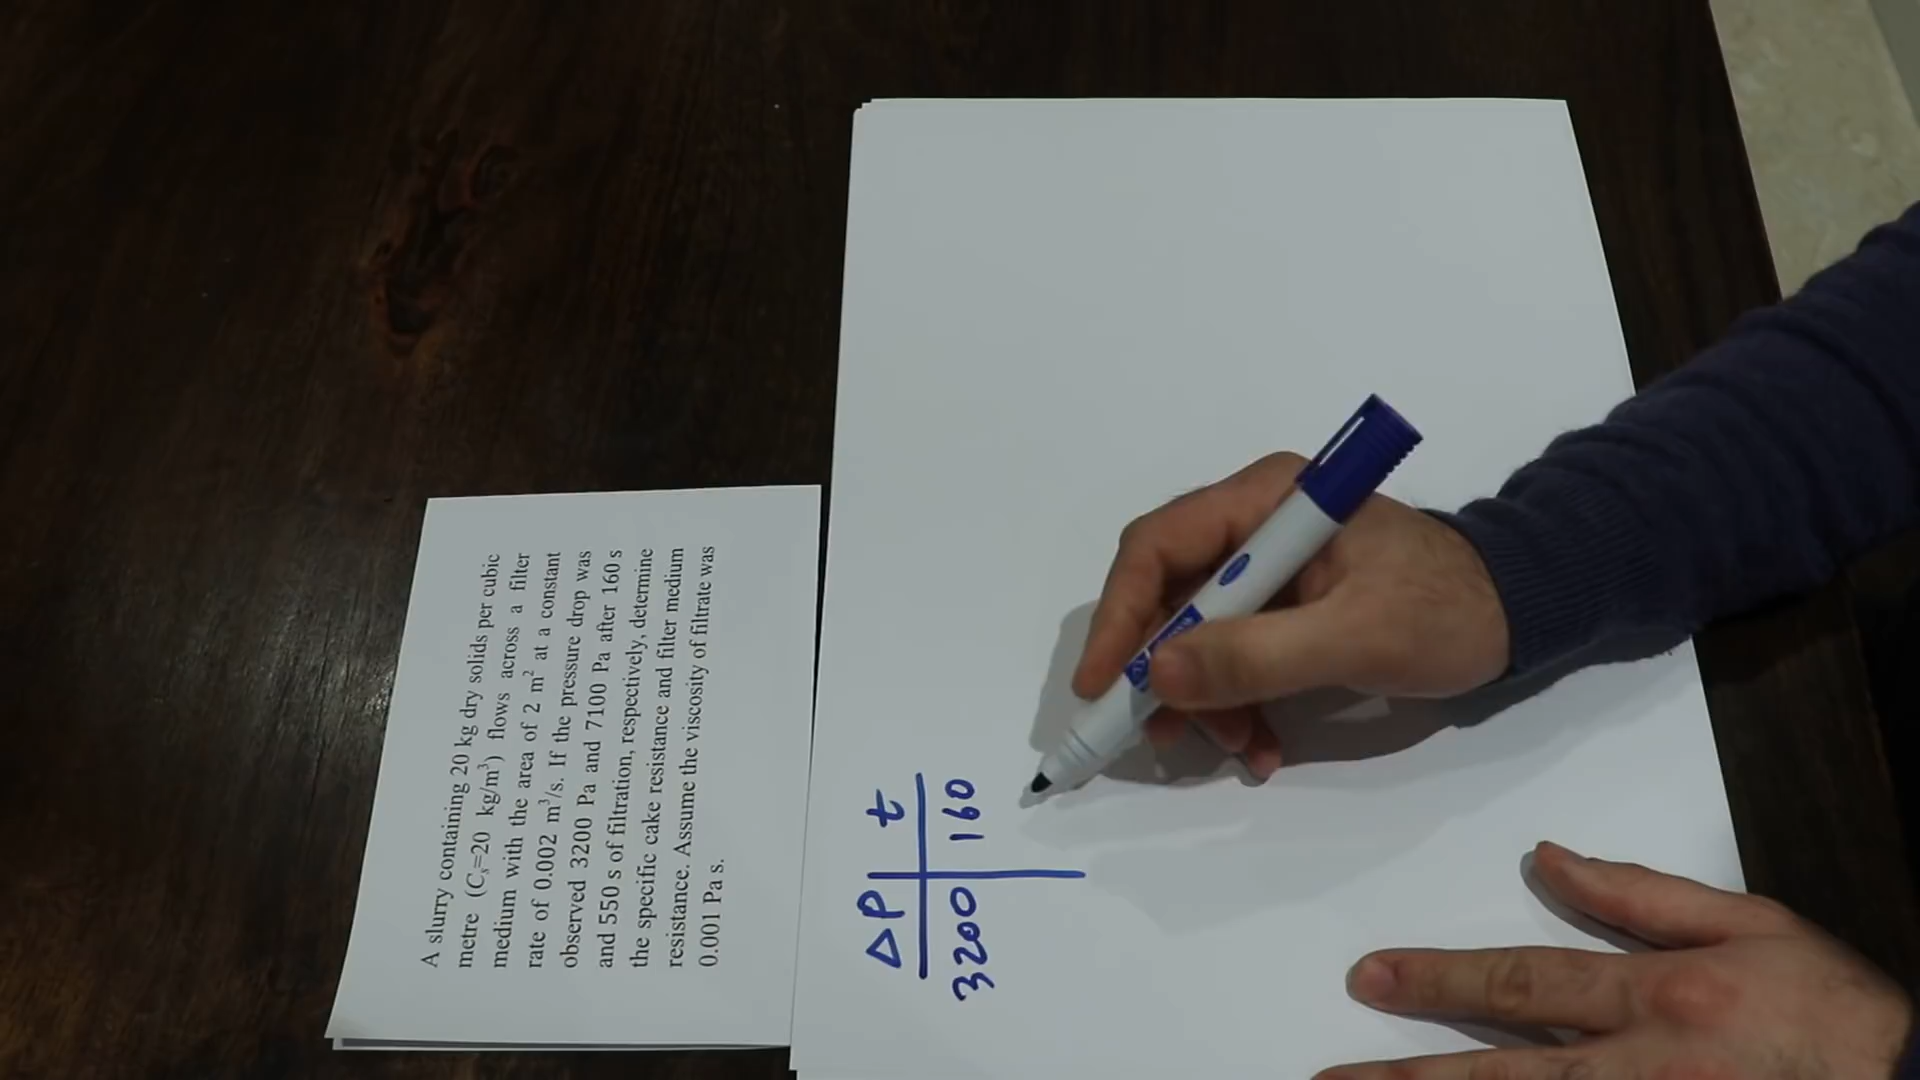 A slurry containing 20 kg dry solids per cubic
metre (Cs=20 kg/m³) flows across a filter
medium with the area of 2 m² at a constant
rate of 0.002 m³/s. If the pressure drop was
observed 3200 Pa and 7100 Pa after 160 s
and 550 s of filtration, respectively, determine
the specific cake resistance and filter medium
resistance. Assume the viscosity of filtrate was
0.001 Pa s.
ΔP t
3200 160